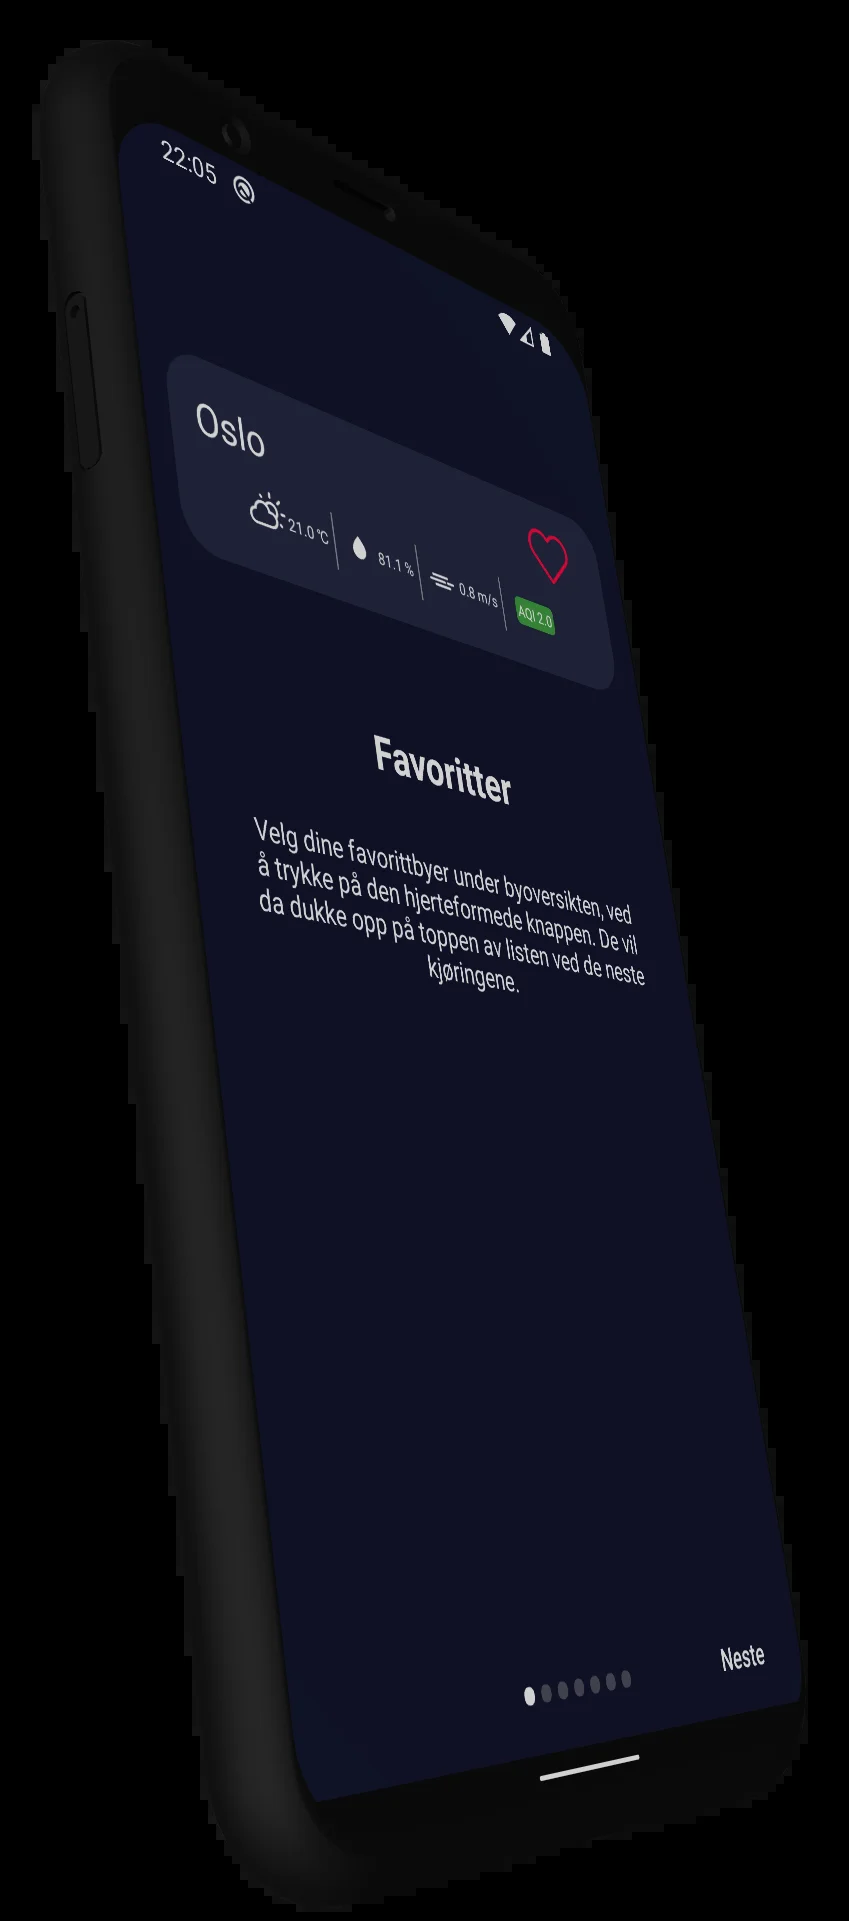 22:05
Oslo
21.0 °C
81.1 %
0.8 m/s
AQI 2.0
Favoritter
Velg dine favorittbyer under byoversikten, ved
å trykke på den hjerteformede knappen. De vil
da dukke opp på toppen av listen ved de neste
kjøringene.
Neste